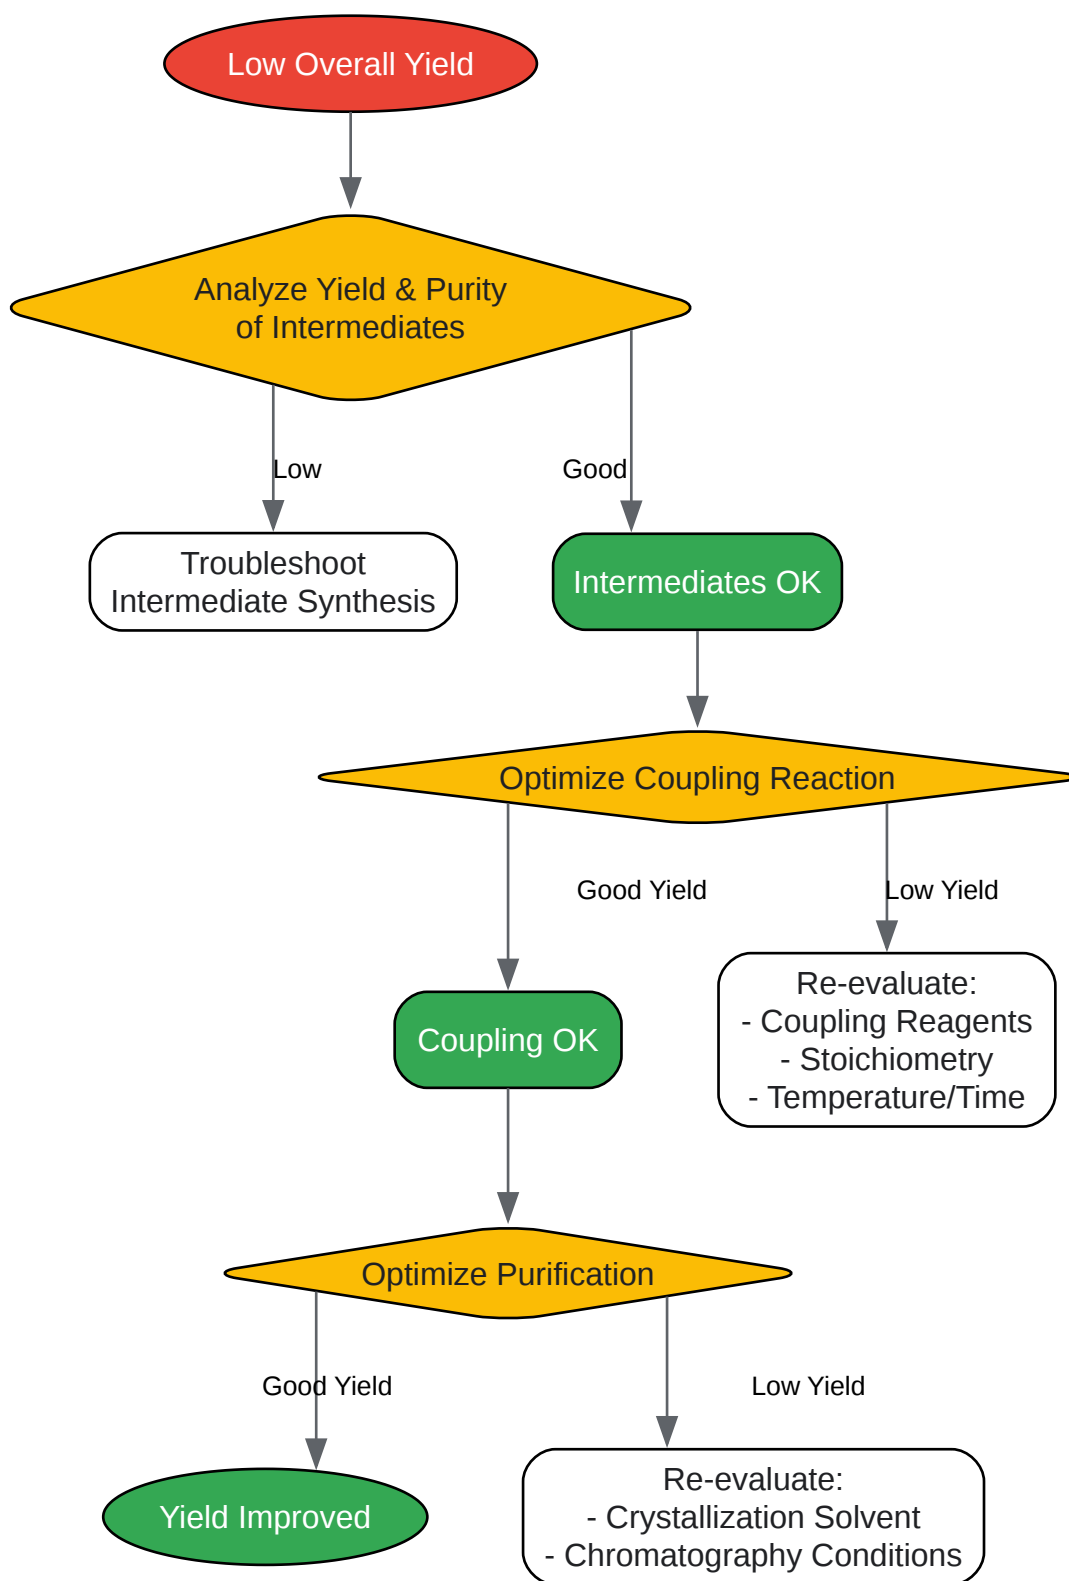 Low Overall Yield
Analyze Yield & Purity
of Intermediates
Low
Good
Troubleshoot
Intermediate Synthesis
Intermediates OK
Optimize Coupling Reaction
Good Yield
Low Yield
Re-evaluate:
- Coupling Reagents
- Stoichiometry
- Temperature/Time
Coupling OK
Optimize Purification
Good Yield
Low Yield
Yield Improved
Re-evaluate:
- Crystallization Solvent
- Chromatography Conditions